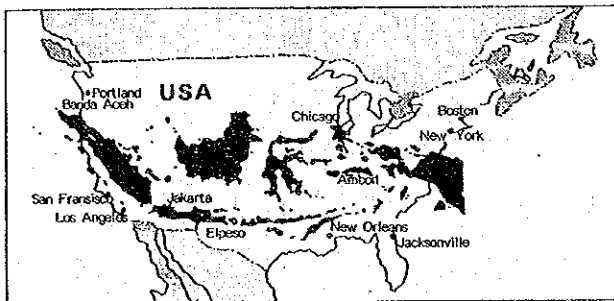 Portland
Banda Aceh
USA
Chicago
Boston
New York
Ambon
San Fransisco
Jakarta
Los Angeles
Elpeso
New Orleans
Jacksonville